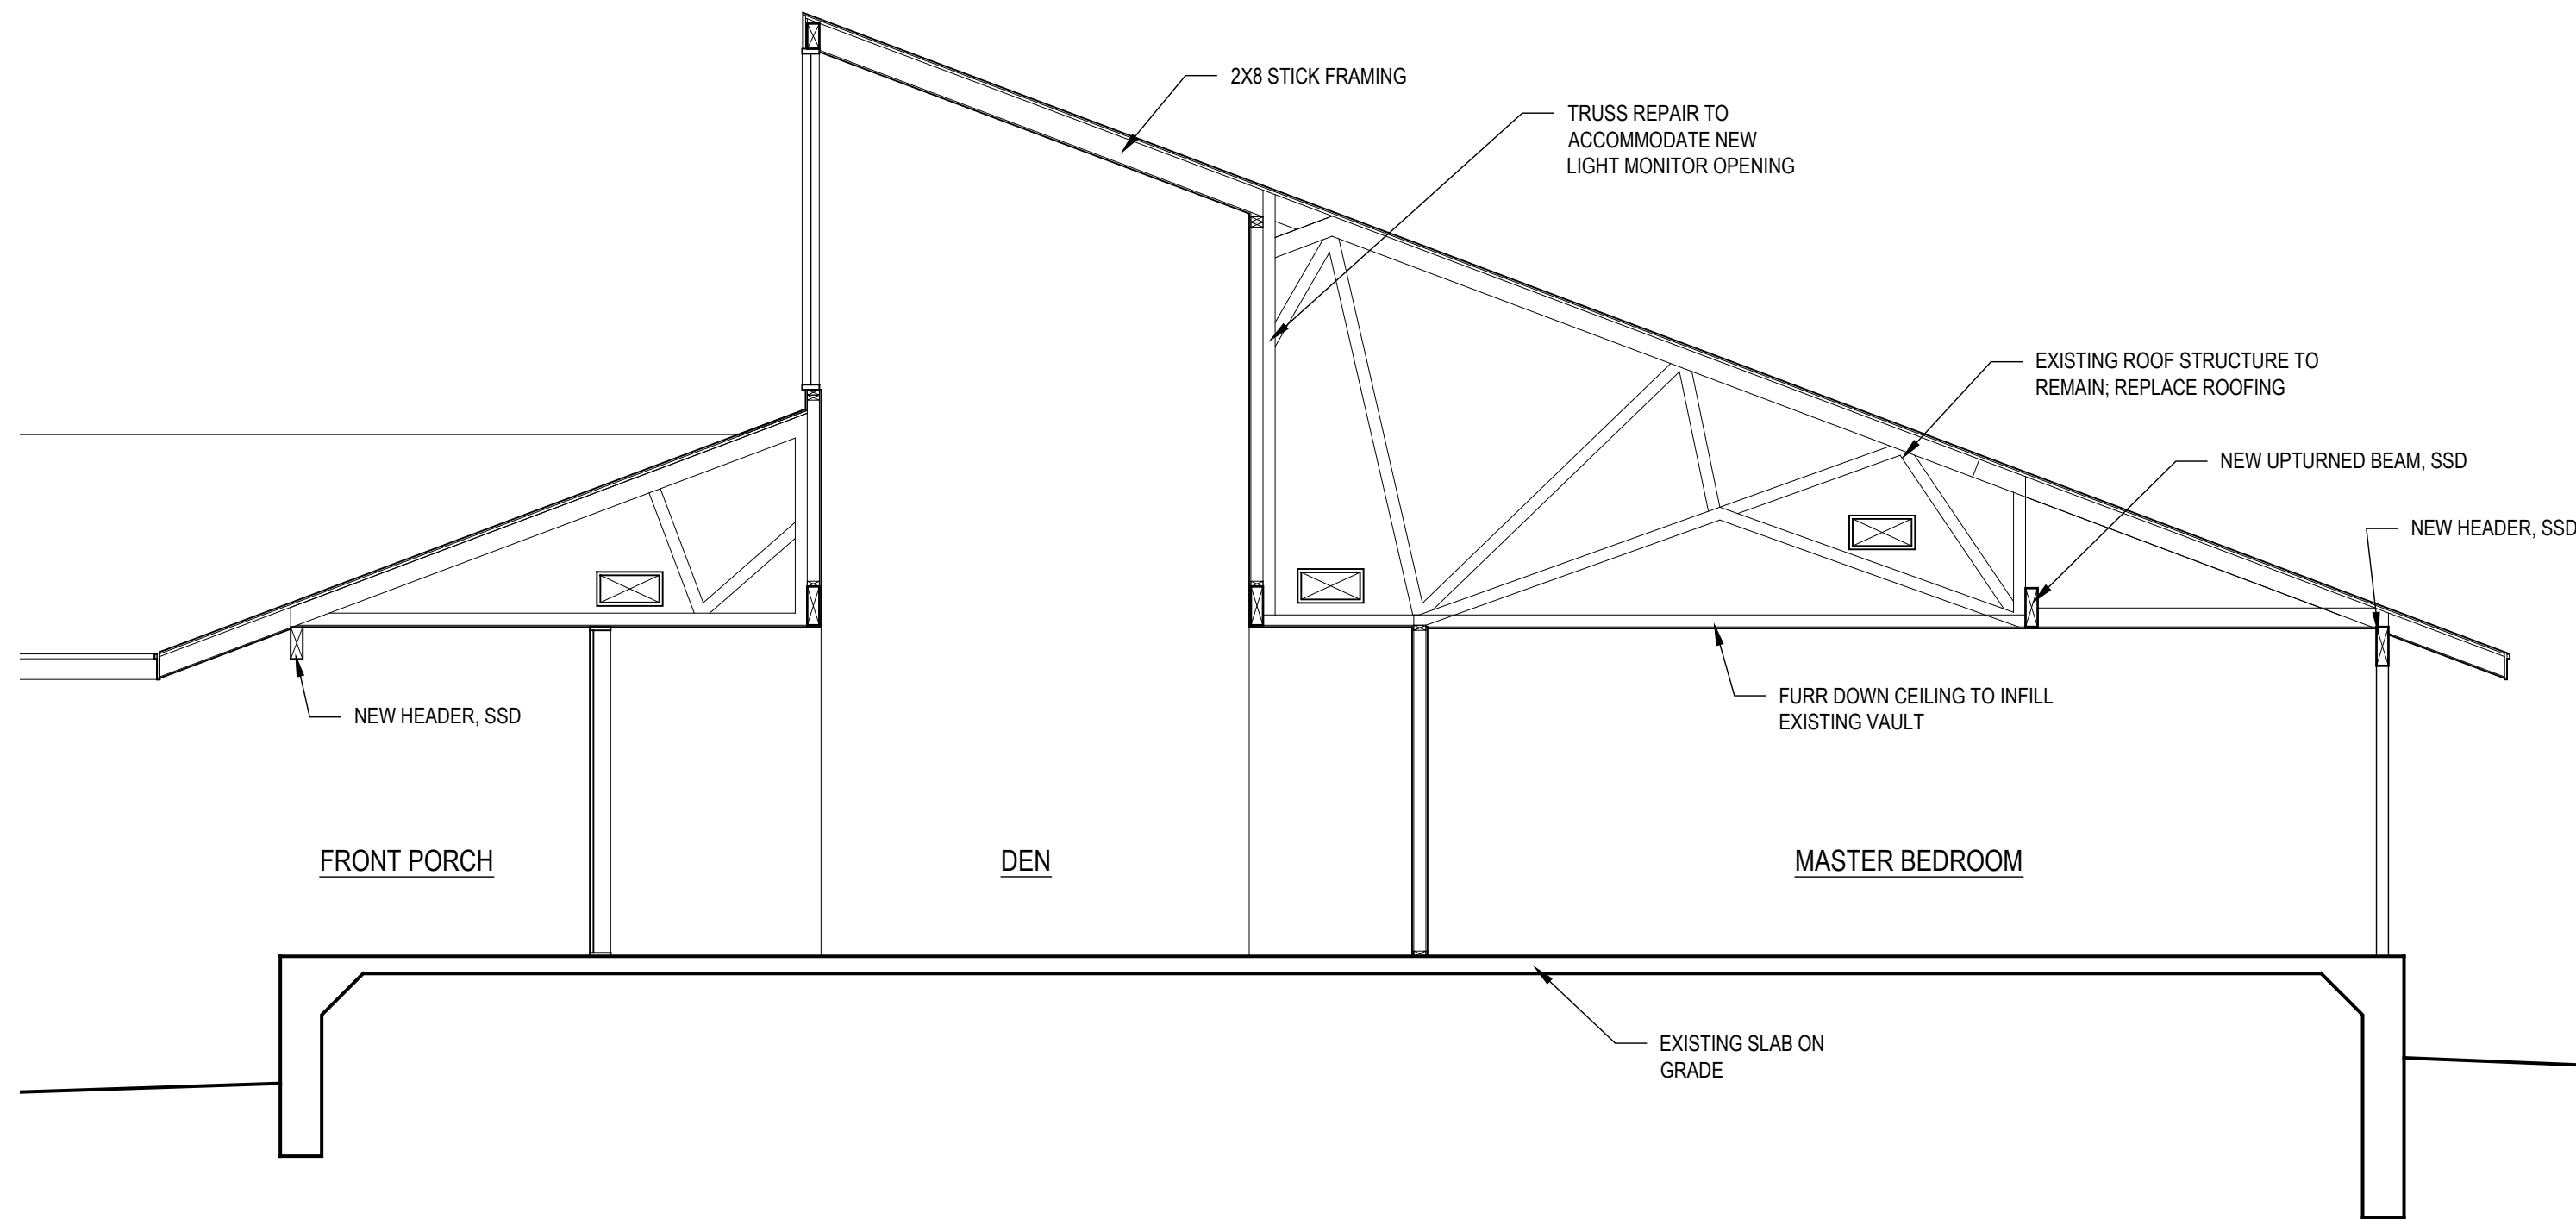 2X8 STICK FRAMING
TRUSS REPAIR TO
ACCOMMODATE NEW
LIGHT MONITOR OPENING
EXISTING ROOF STRUCTURE TO
REMAIN; REPLACE ROOFING
NEW UPTURNED BEAM, SSD
NEW HEADER, SSD
NEW HEADER, SSD
FURR DOWN CEILING TO INFILL
EXISTING VAULT
FRONT PORCH
DEN
MASTER BEDROOM
EXISTING SLAB ON
GRADE